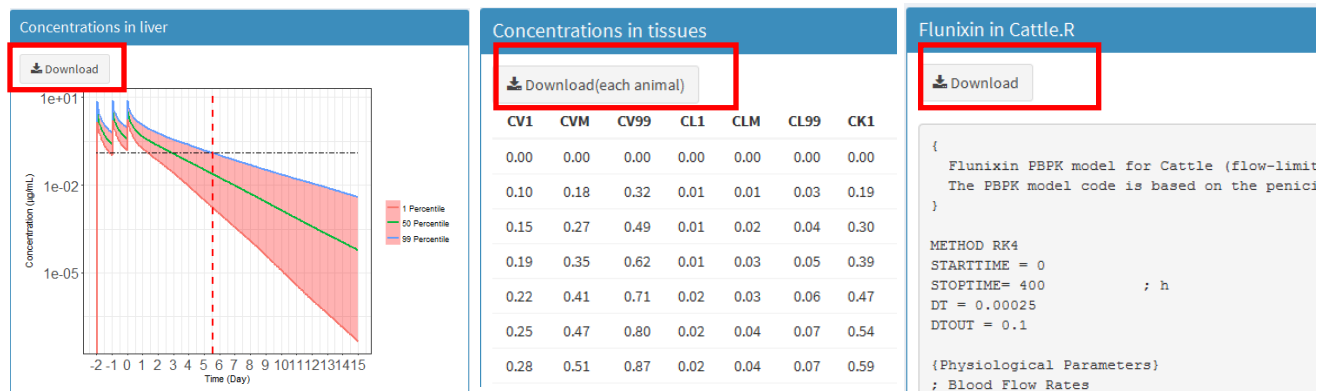 Concentrations in liver
Download
1e+01
1e-02
1e-05
Concentration (µg/mL)
-2 -1 0 1 2 3 4 5 6 7 8 9 101112131415
Time (Day)
1 Percentile
50 Percentile
99 Percentile
Concentrations in tissues
Download(each animal)
CV1 CVM CV99 CL1 CLM CL99 CK1
0.00 0.00 0.00 0.00 0.00 0.00 0.00
0.10 0.18 0.32 0.01 0.01 0.03 0.19
0.15 0.27 0.49 0.01 0.02 0.04 0.30
0.19 0.35 0.62 0.01 0.03 0.05 0.39
0.22 0.41 0.71 0.02 0.03 0.06 0.47
0.25 0.47 0.80 0.02 0.04 0.07 0.54
0.28 0.51 0.87 0.02 0.04 0.07 0.59
Flunixin in Cattle.R
Download
{
Flunixin PBPK model for Cattle (flow-limit
The PBPK model code is based on the penici
}
METHOD RK4
STARTTIME = 0
STOPTIME= 400 ; h
DT = 0.00025
DTOUT = 0.1
{Physiological Parameters}
; Blood Flow Rates